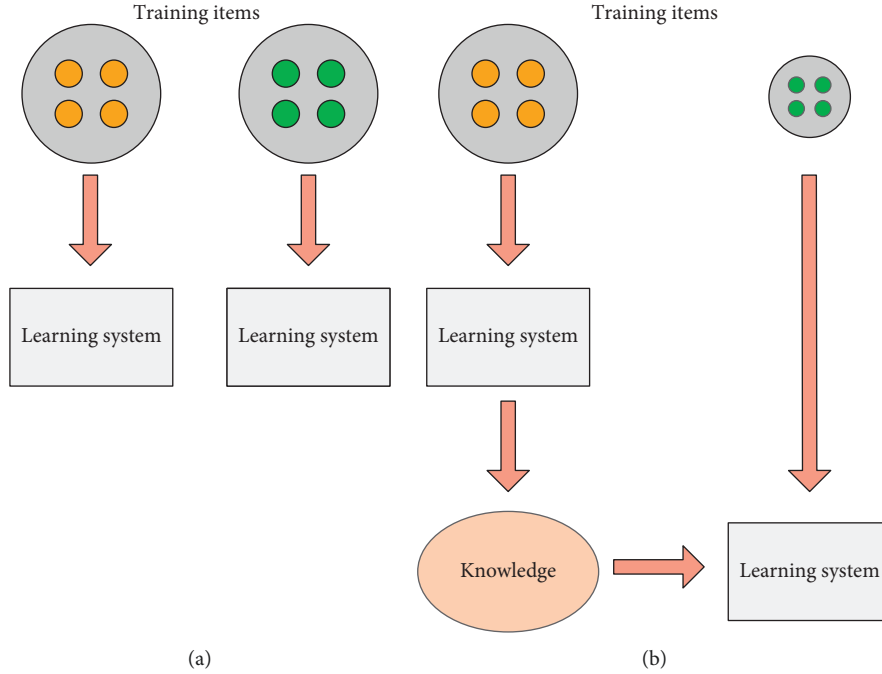 Training items
Training items
Learning system
Learning system
Learning system
Knowledge
Learning system
(a)
(b)